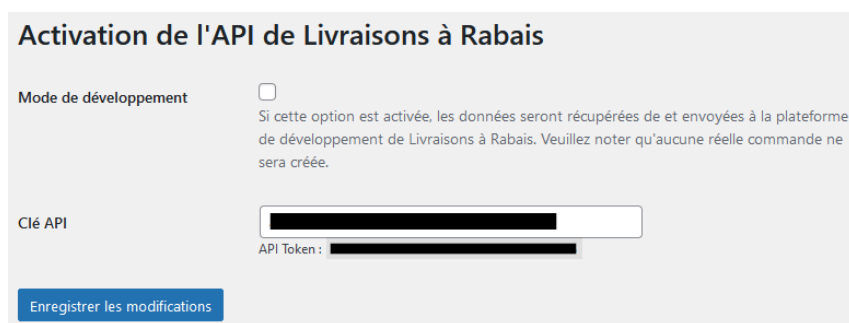 Activation de l'API de Livraisons à Rabais
Mode de développement
Si cette option est activée, les données seront récupérées de et envoyées à la plateforme
de développement de Livraisons à Rabais. Veuillez noter qu'aucune réelle commande ne
sera créée.
Clé API
API Token :
Enregistrer les modifications